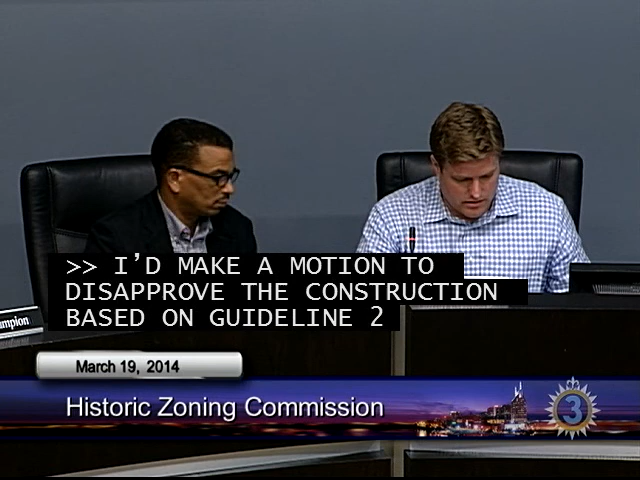 >> I'D MAKE A MOTION TO
DISAPPROVE THE CONSTRUCTION
BASED ON GUIDELINE 2
March 19, 2014
Historic Zoning Commission
3